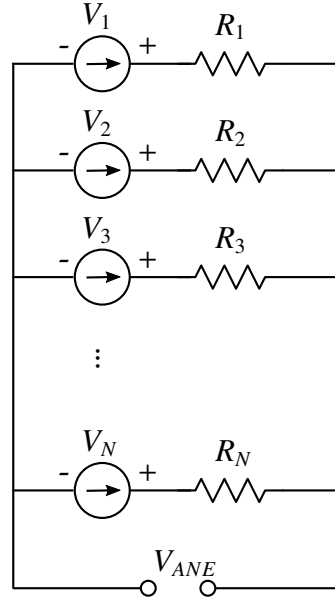 V1
- + R1
V2
- + R2
V3
- + R3
...
VN
- + RN
VANE